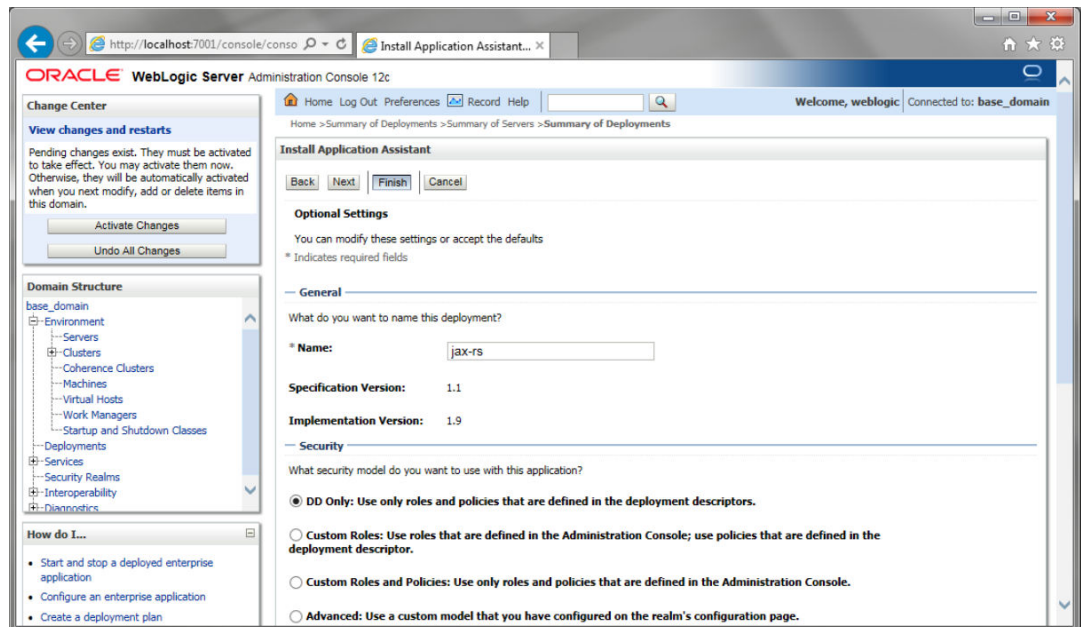 http://localhost:7001/console/conso
Install Application Assistant...
ORACLE WebLogic Server Administration Console 12c
Change Center
View changes and restarts
Pending changes exist. They must be activated
to take effect. You may activate them now.
Otherwise, they will be automatically activated
when you next modify, add or delete items in
this domain.
Activate Changes
Undo All Changes
Domain Structure
base_domain
Environment
Servers
Clusters
Coherence Clusters
Machines
Virtual Hosts
Work Managers
Startup and Shutdown Classes
Deployments
Services
Security Realms
Interoperability
Diagnostics
How do I...
Start and stop a deployed enterprise
application
Configure an enterprise application
Create a deployment plan
Home Log Out Preferences Record Help
Welcome, weblogic Connected to: base_domain
Home >Summary of Deployments >Summary of Servers >Summary of Deployments
Install Application Assistant
Back Next Finish Cancel
Optional Settings
You can modify these settings or accept the defaults
* Indicates required fields
General
What do you want to name this deployment?
* Name: jax-rs
Specification Version: 1.1
Implementation Version: 1.9
Security
What security model do you want to use with this application?
DD Only: Use only roles and policies that are defined in the deployment descriptors.
Custom Roles: Use roles that are defined in the Administration Console; use policies that are defined in the
deployment descriptor.
Custom Roles and Policies: Use only roles and policies that are defined in the Administration Console.
Advanced: Use a custom model that you have configured on the realm's configuration page.